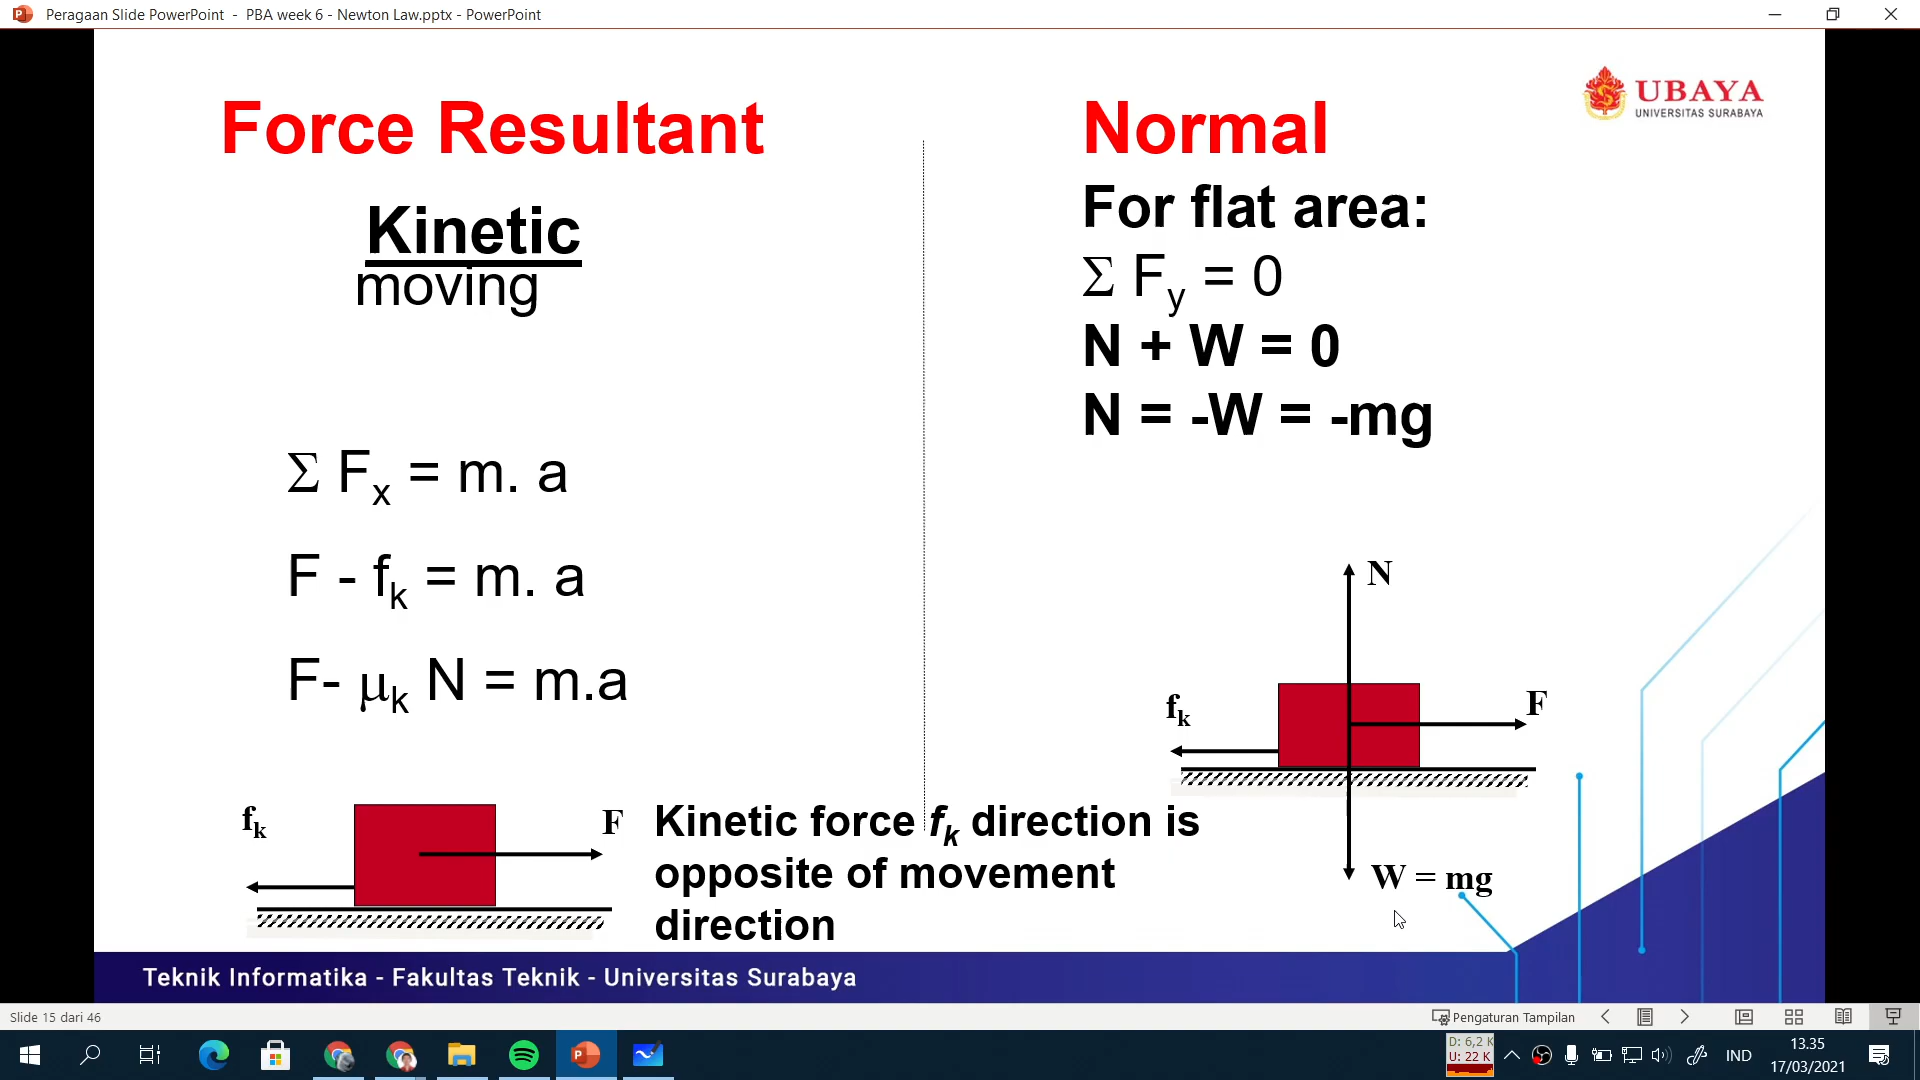 Peragaan Slide PowerPoint - PBA week 6 - Newton Law.pptx - PowerPoint
UBAYA
UNIVERSITAS SURABAYA
Force Resultant
Kinetic
moving
Σ Fx = m. a
F - fk = m. a
F- μk N = m.a
fk
F
Kinetic force fk direction is
opposite of movement
direction
Normal
For flat area:
Σ Fy = 0
N + W = 0
N = -W = -mg
N
fk
F
W = mg
Teknik Informatika - Fakultas Teknik - Universitas Surabaya
Slide 15 dari 46
Pengaturan Tampilan
D: 6,2 K
U: 22 K
IND
13.35
17/03/2021